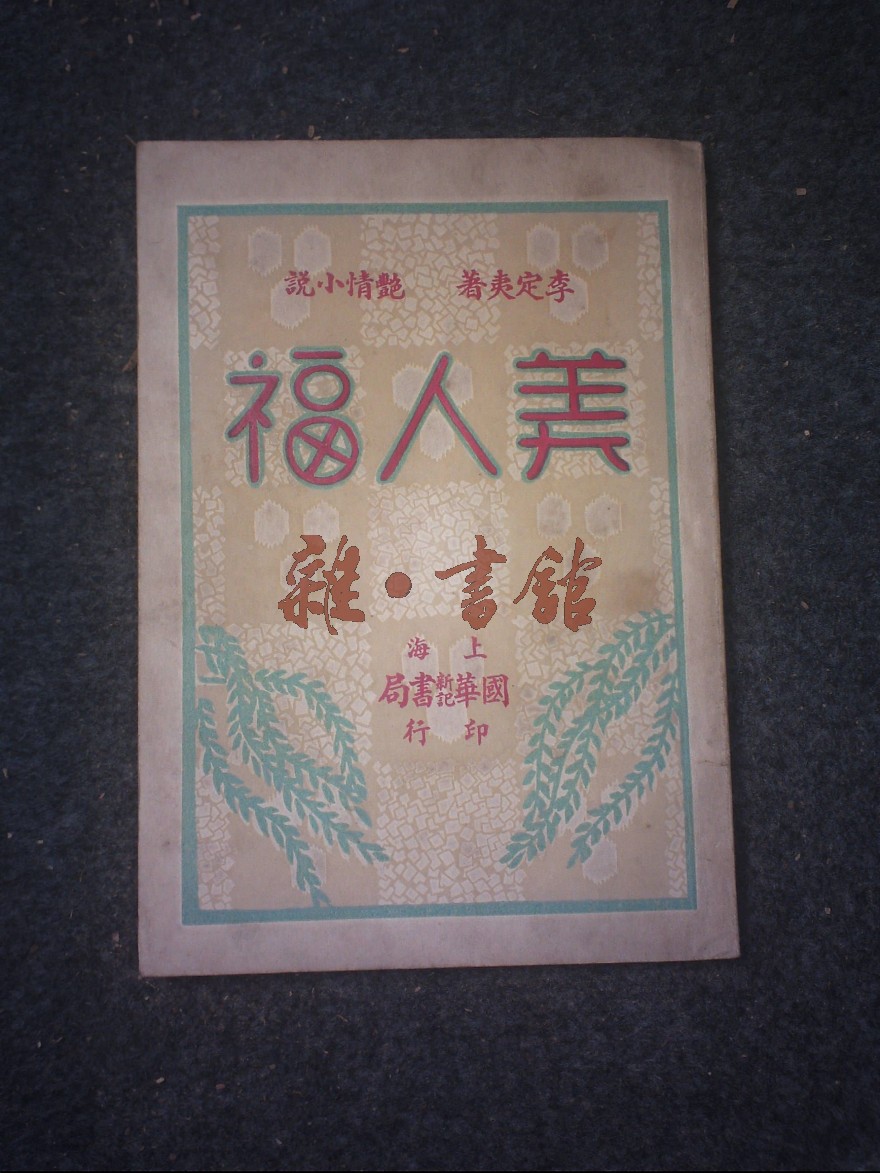 李定夷著 艷情小説
美人福
雜·書館
上海
國華新記書局
印行